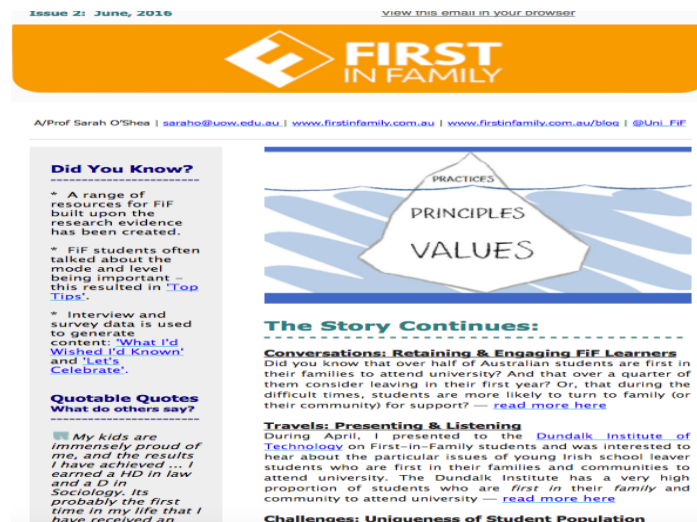 Issue 2: June, 2016
View this email in your browser
FIRST
IN FAMILY
A/Prof Sarah O'Shea | saraho@uow.edu.au | www.firstinfamily.com.au | www.firstinfamily.com.au/blog | @Uni_FiF
Did You Know?
* A range of
resources for FiF
built upon the
research evidence
has been created.
* FiF students often
talked about the
mode and level
being important –
this resulted in 'Top
Tips'.
* Interview and
survey data is used
to generate
content: 'What I'd
Wished I'd Known'
and 'Let's
Celebrate'.
Quotable Quotes
What do others say?
My kids are
immensely proud of
me, and the results
I have achieved ... I
earned a HD in law
and a D in
Sociology. Its
probably the first
time in my life that I
have received an
PRACTICES
PRINCIPLES
VALUES
The Story Continues:
Conversations: Retaining & Engaging FiF Learners
Did you know that over half of Australian students are first in
their families to attend university? And that over a quarter of
them consider leaving in their first year? Or, that during the
difficult times, students are more likely to turn to family (or
their community) for support? — read more here
Travels: Presenting & Listening
During April, I presented to the Dundalk Institute of
Technology on First-in-Family students and was interested to
hear about the particular issues of young Irish school leaver
students who are first in their families and communities to
attend university. The Dundalk Institute has a very high
proportion of students who are first in their family and
community to attend university — read more here
Challenges: Uniqueness of Student Population